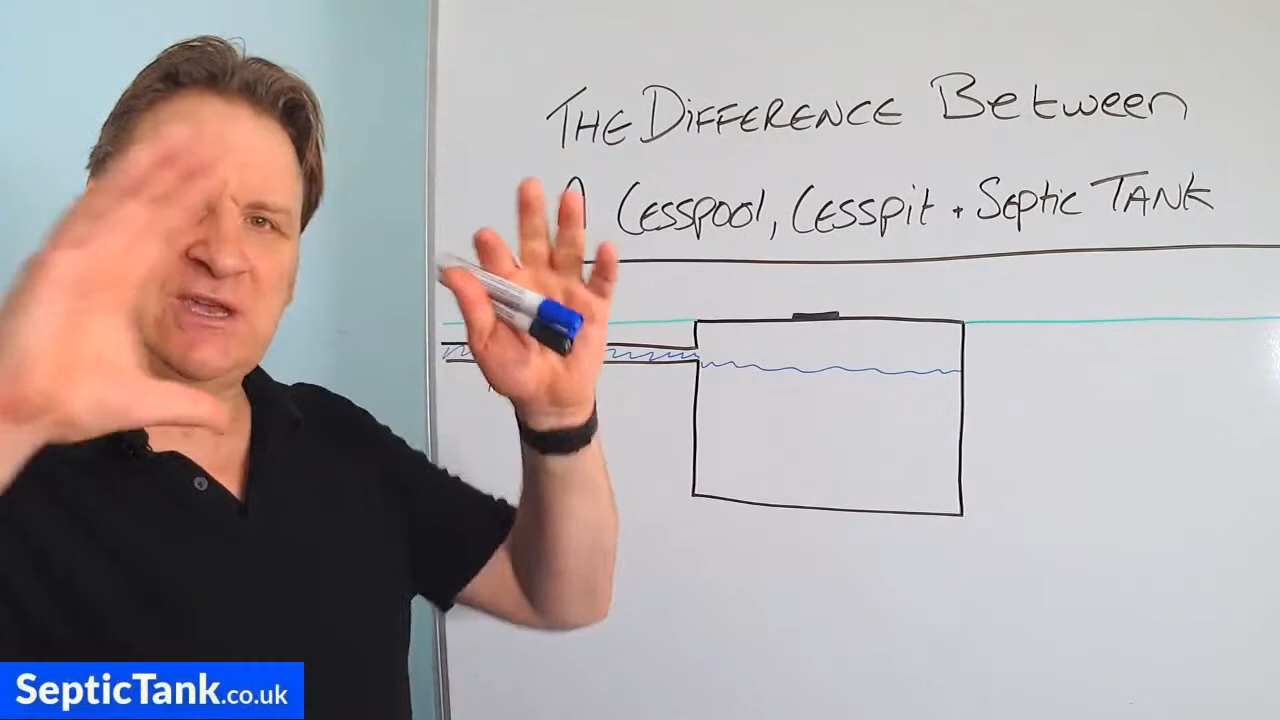 THE DIFFERENCE Between
A Cesspool, Cesspit + Septic TANK
SepticTank.co.uk